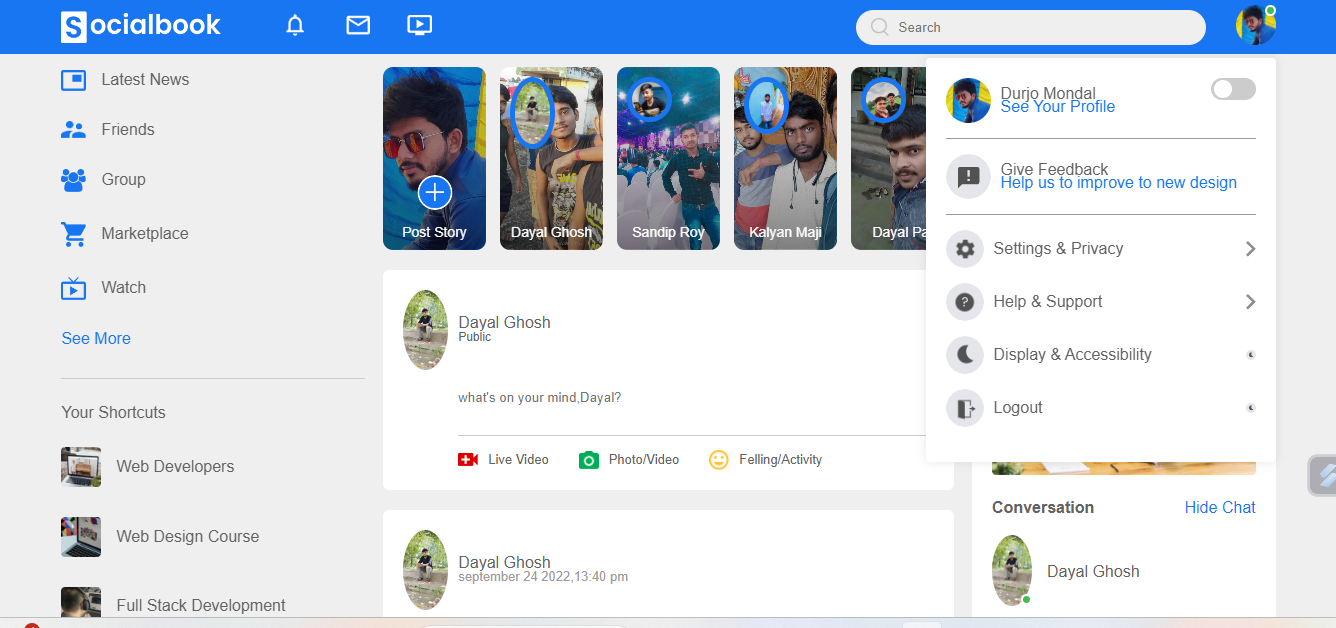 Socialbook
Search
Latest News
Friends
Group
Marketplace
Watch
See More
Your Shortcuts
Web Developers
Web Design Course
Full Stack Development
Post Story
Dayal Ghosh
Sandip Roy
Kalyan Maji
Dayal Pa
Dayal Ghosh
Public
what's on your mind,Dayal?
Live Video
Photo/Video
Felling/Activity
Dayal Ghosh
september 24 2022,13:40 pm
Durjo Mondal
See Your Profile
Give Feedback
Help us to improve to new design
Settings & Privacy
Help & Support
Display & Accessibility
Logout
Conversation
Hide Chat
Dayal Ghosh